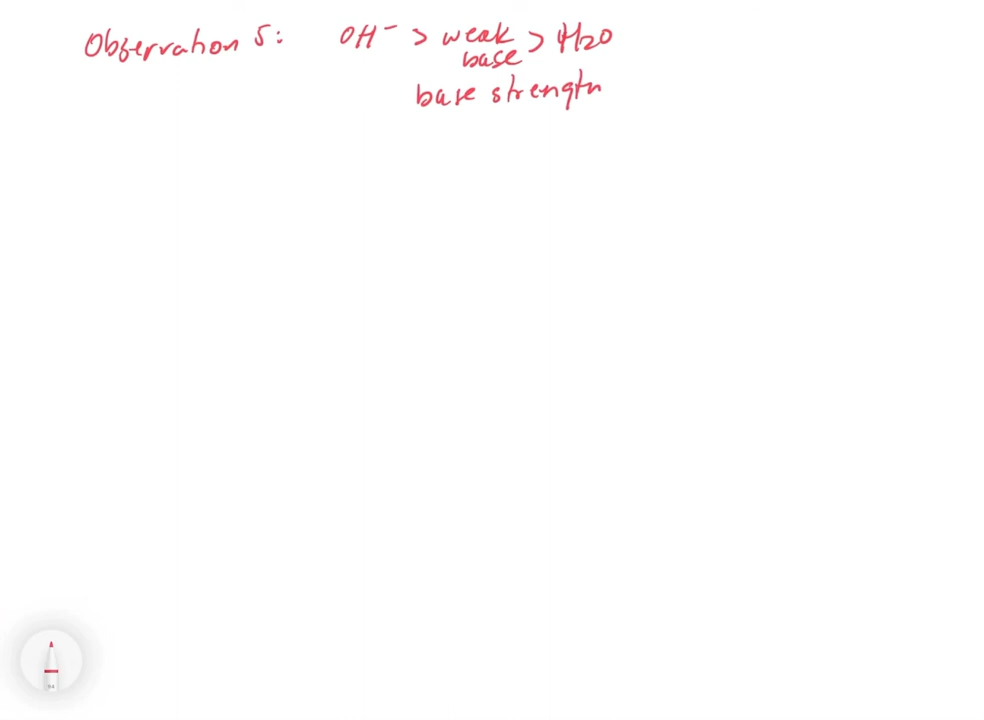 Observation 5: OH⁻ > weak base > H2O
base strength